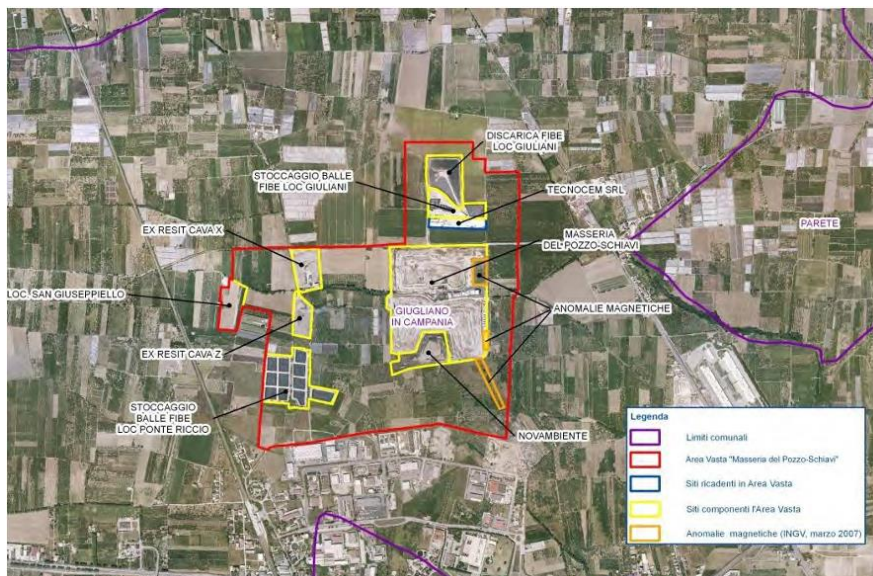 DISCARICA FIBE
LOC GIULIANI
STOCCAGGIO BALLE
FIBE LOC GIULIANI
TECNOCEM SRL
MASSERIA
DEL POZZO-SCHIAVI
EX RESIT CAVA X
PARETE
LOC. SAN GIUSEPPIELLO
GIUGLIANO
IN CAMPANIA
ANOMALIE MAGNETICHE
EX RESIT CAVA Z
STOCCAGGIO
BALLE FIBE
LOC PONTE RICCIO
NOVAMBIENTE
Legenda
Limiti comunali
Area Vasta "Masseria del Pozzo-Schiavi"
Siti ricadenti in Area Vasta
Siti componenti l'Area Vasta
Anomalie magnetiche (INGV, marzo 2007)